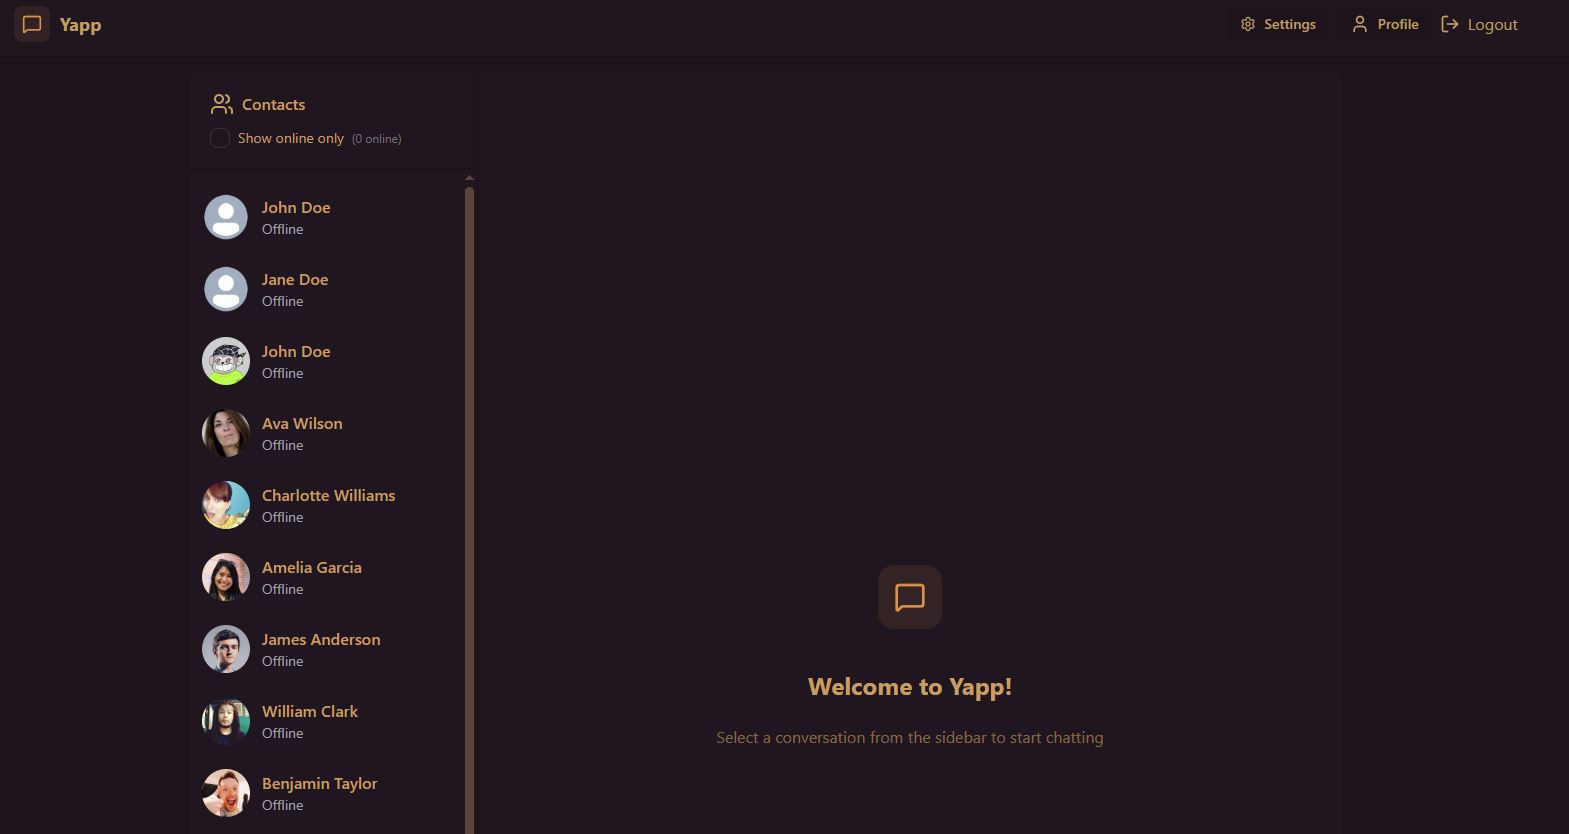 Yapp
Settings
Profile
Logout
Contacts
Show online only (0 online)
John Doe
Offline
Jane Doe
Offline
John Doe
Offline
Ava Wilson
Offline
Charlotte Williams
Offline
Amelia Garcia
Offline
James Anderson
Offline
William Clark
Offline
Benjamin Taylor
Offline
Welcome to Yapp!
Select a conversation from the sidebar to start chatting